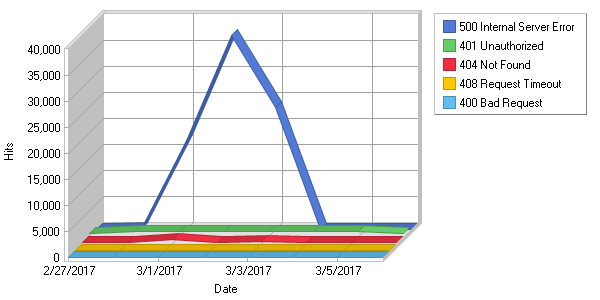 500 Internal Server Error
401 Unauthorized
404 Not Found
408 Request Timeout
400 Bad Request
40,000
35,000
30,000
25,000
20,000
15,000
10,000
5,000
0
Hits
2/27/2017 3/1/2017 3/3/2017 3/5/2017
Date